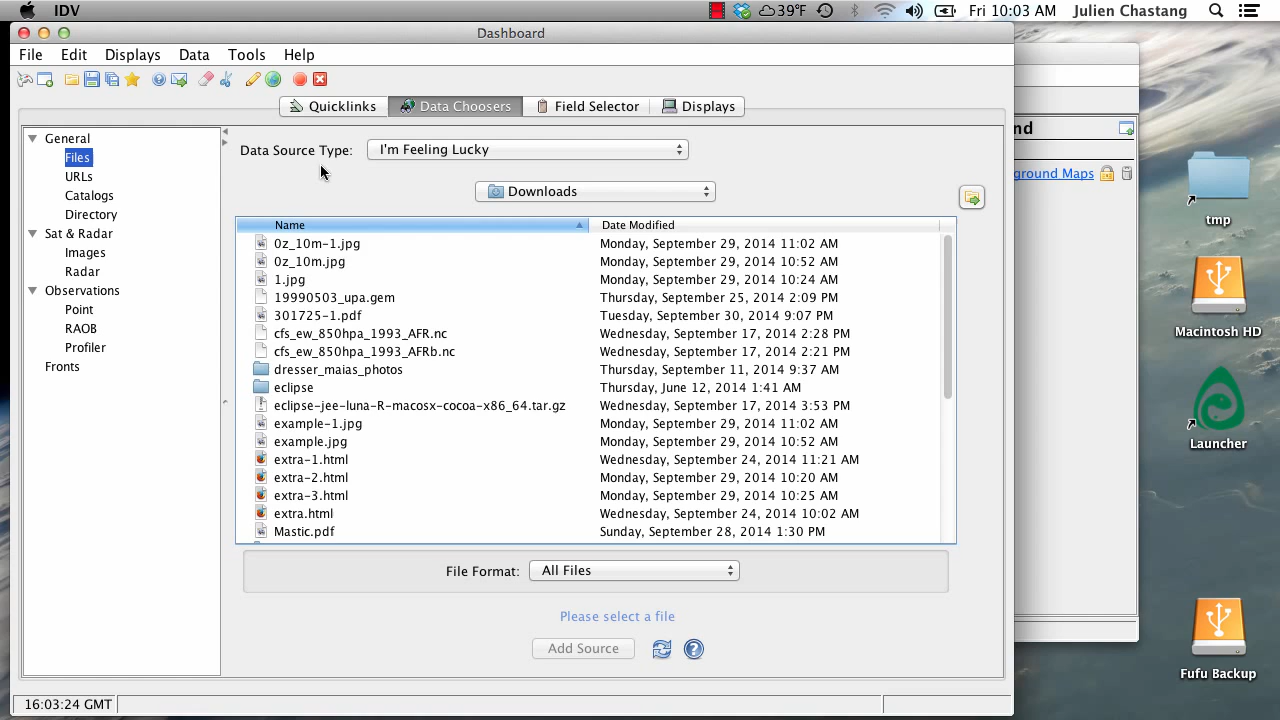 IDV 39°F Fri 10:03 AM Julien Chastang
Dashboard
File Edit Displays Data Tools Help
Quicklinks Data Choosers Field Selector Displays
General
Files
URLs
Catalogs
Directory
Sat & Radar
Images
Radar
Observations
Point
RAOB
Profiler
Fronts
Data Source Type: I'm Feeling Lucky
Downloads
Name Date Modified
0z_10m-1.jpg Monday, September 29, 2014 11:02 AM
0z_10m.jpg Monday, September 29, 2014 10:52 AM
1.jpg Monday, September 29, 2014 10:24 AM
19990503_upa.gem Thursday, September 25, 2014 2:09 PM
301725-1.pdf Tuesday, September 30, 2014 9:07 PM
cfs_ew_850hpa_1993_AFR.nc Wednesday, September 17, 2014 2:28 PM
cfs_ew_850hpa_1993_AFRb.nc Wednesday, September 17, 2014 2:21 PM
dresser_maias_photos Thursday, September 11, 2014 9:37 AM
eclipse Thursday, June 12, 2014 1:41 AM
eclipse-jee-luna-R-macosx-cocoa-x86_64.tar.gz Wednesday, September 17, 2014 3:53 PM
example-1.jpg Monday, September 29, 2014 11:02 AM
example.jpg Monday, September 29, 2014 10:52 AM
extra-1.html Wednesday, September 24, 2014 11:21 AM
extra-2.html Monday, September 29, 2014 10:20 AM
extra-3.html Monday, September 29, 2014 10:25 AM
extra.html Wednesday, September 24, 2014 10:02 AM
Mastic.pdf Sunday, September 28, 2014 1:30 PM
File Format: All Files
Please select a file
Add Source
16:03:24 GMT
nd
ground Maps
tmp
Macintosh HD
Launcher
Fufu Backup